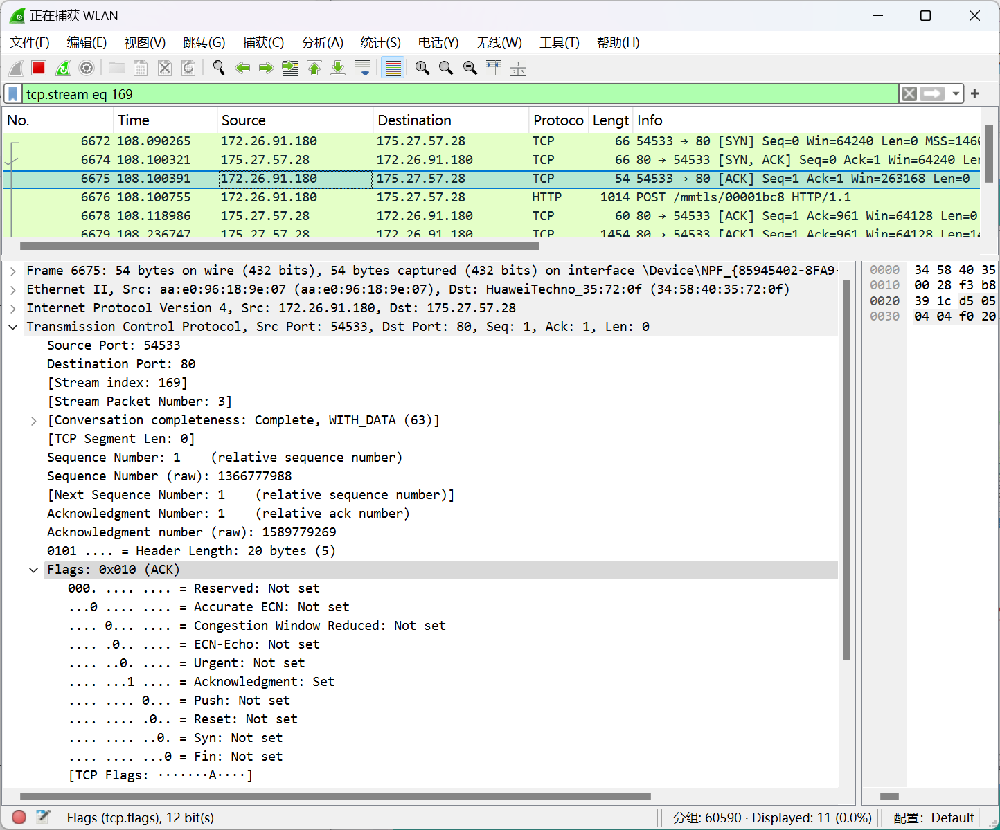 正在捕获 WLAN
文件(F) 编辑(E) 视图(V) 跳转(G) 捕获(C) 分析(A) 统计(S) 电话(Y) 无线(W) 工具(T) 帮助(H)
tcp.stream eq 169
No. Time Source Destination Protoco Lengt Info
6672 108.090265 172.26.91.180 175.27.57.28 TCP 66 54533 → 80 [SYN] Seq=0 Win=64240 Len=0 MSS=1460
6674 108.100321 175.27.57.28 172.26.91.180 TCP 66 80 → 54533 [SYN, ACK] Seq=0 Ack=1 Win=64240 Le
6675 108.100391 172.26.91.180 175.27.57.28 TCP 54 54533 → 80 [ACK] Seq=1 Ack=1 Win=263168 Len=0
6676 108.100755 172.26.91.180 175.27.57.28 HTTP 1014 POST /mmtls/00001bc8 HTTP/1.1
6678 108.118986 175.27.57.28 172.26.91.180 TCP 60 80 → 54533 [ACK] Seq=1 Ack=961 Win=64128 Len=0
6679 108.236747 175.27.57.28 172.26.91.180 TCP 1454 80 → 54533 [ACK] Seq=1 Ack=961 Win=64128 Len=14
Frame 6675: 54 bytes on wire (432 bits), 54 bytes captured (432 bits) on interface \Device\NPF_{85945402-8FA9-
Ethernet II, Src: aa:e0:96:18:9e:07 (aa:e0:96:18:9e:07), Dst: HuaweiTechno_35:72:0f (34:58:40:35:72:0f)
Internet Protocol Version 4, Src: 172.26.91.180, Dst: 175.27.57.28
Transmission Control Protocol, Src Port: 54533, Dst Port: 80, Seq: 1, Ack: 1, Len: 0
Source Port: 54533
Destination Port: 80
[Stream index: 169]
[Stream Packet Number: 3]
[Conversation completeness: Complete, WITH_DATA (63)]
[TCP Segment Len: 0]
Sequence Number: 1    (relative sequence number)
Sequence Number (raw): 1366777988
[Next Sequence Number: 1    (relative sequence number)]
Acknowledgment Number: 1    (relative ack number)
Acknowledgment number (raw): 1589779269
0101 .... = Header Length: 20 bytes (5)
Flags: 0x010 (ACK)
000. .... .... = Reserved: Not set
...0 .... .... = Accurate ECN: Not set
.... 0... .... = Congestion Window Reduced: Not set
.... .0.. .... = ECN-Echo: Not set
.... ..0. .... = Urgent: Not set
.... ...1 .... = Acknowledgment: Set
.... .... 0... = Push: Not set
.... .... .0.. = Reset: Not set
.... .... ..0. = Syn: Not set
.... .... ...0 = Fin: Not set
[TCP Flags: ·······A····]
0000 34 58 40 35
0010 00 28 f3 b8
0020 39 1c d5 05
0030 04 04 f0 20
Flags (tcp.flags), 12 bit(s)
分组: 60590 · Displayed: 11 (0.0%)
配置: Default